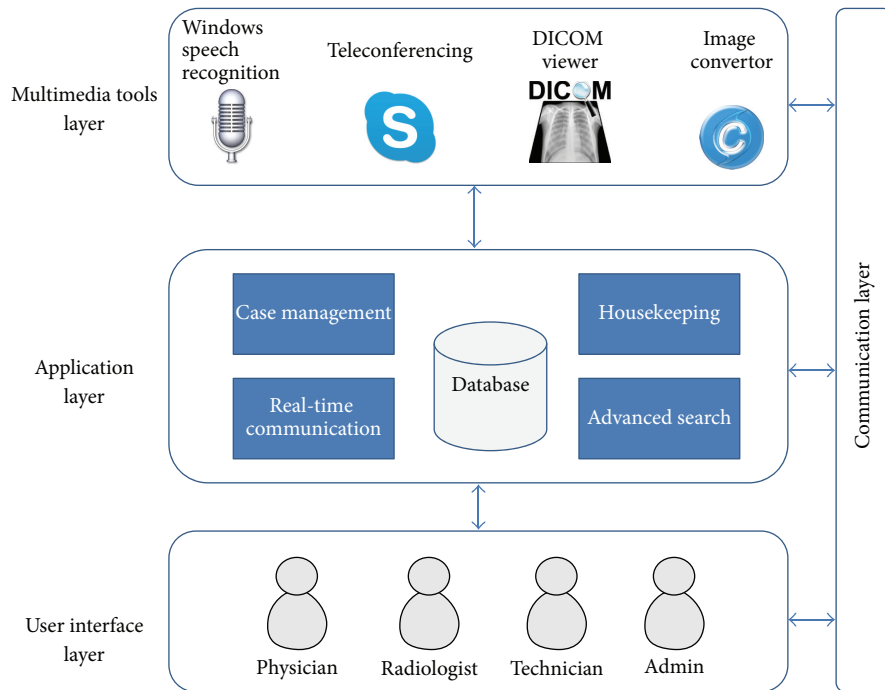 Windows
speech
recognition
Teleconferencing
DICOM
viewer
Image
convertor
Multimedia tools
layer
S
DICOM
C
Case management
Housekeeping
Application
layer
Database
Real-time
communication
Advanced search
Communication layer
User interface
layer
Physician
Radiologist
Technician
Admin